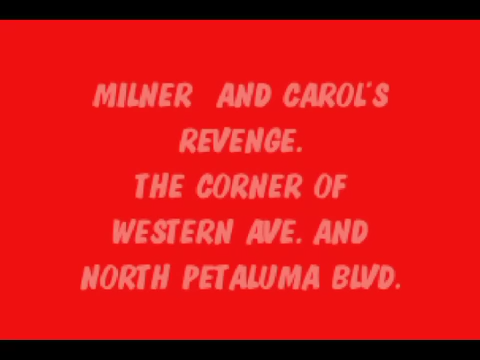 MILNER AND CAROL'S
REVENGE.
THE CORNER OF
WESTERN AVE. AND
NORTH PETALUMA BLVD.